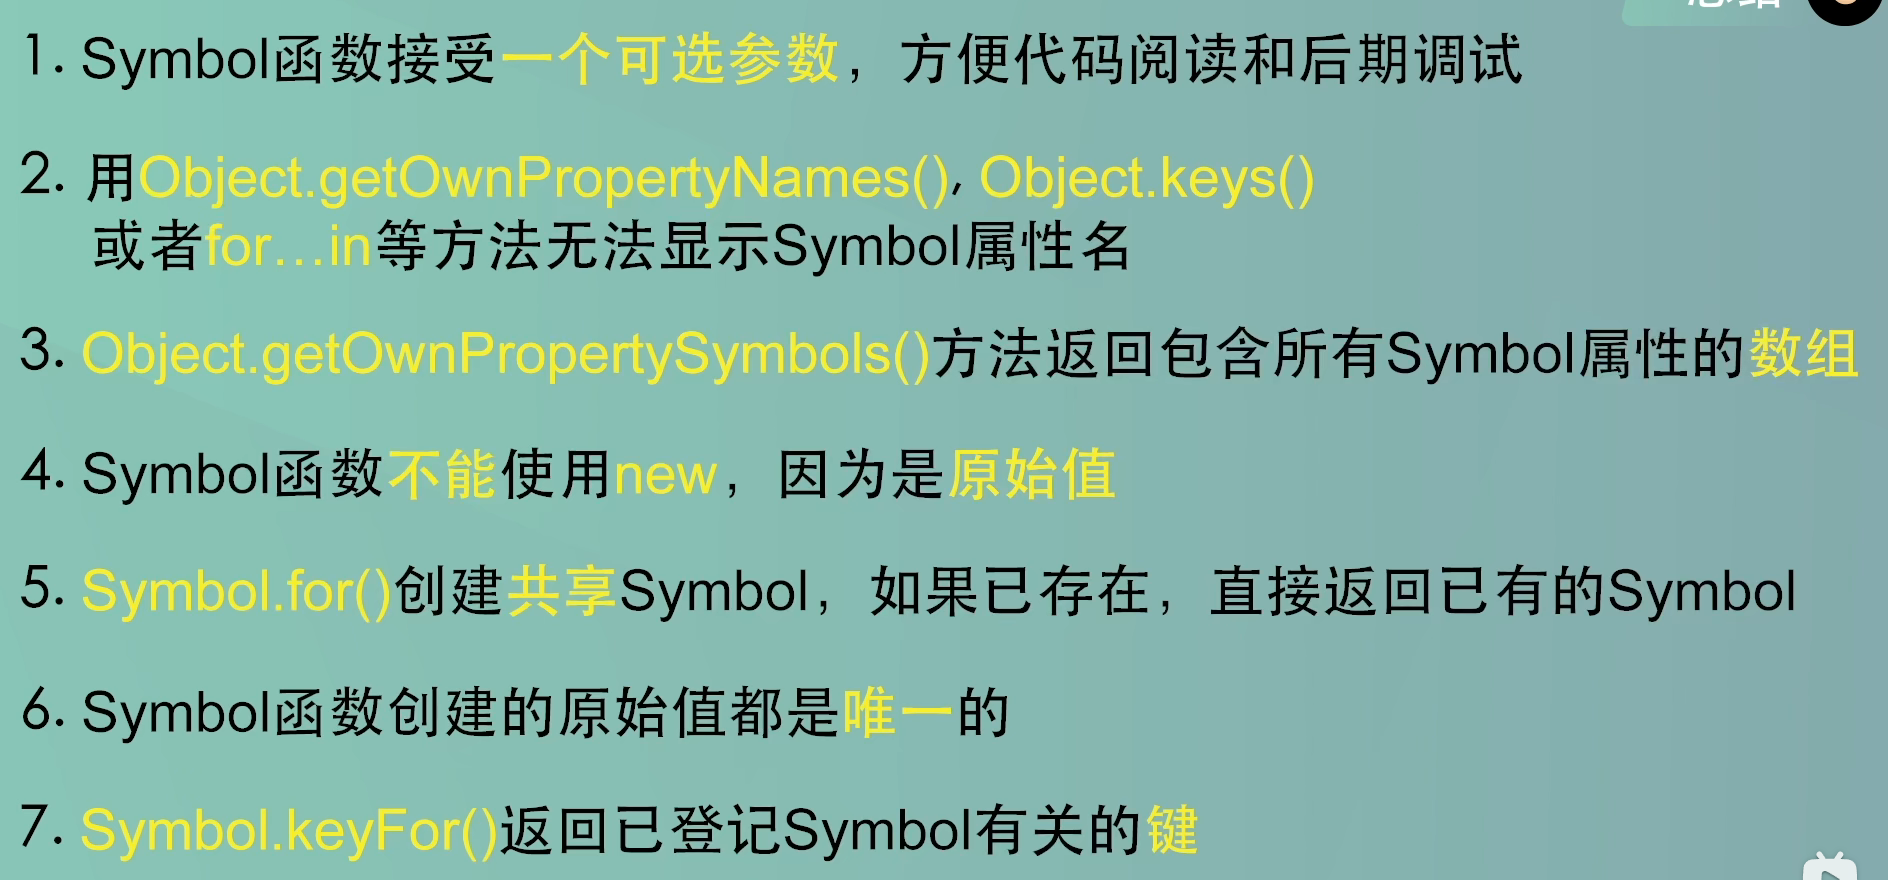 1. Symbol函数接受一个可选参数，方便代码阅读和后期调试
2. 用Object.getOwnPropertyNames(), Object.keys()
或者for...in等方法无法显示Symbol属性名
3. Object.getOwnPropertySymbols()方法返回包含所有Symbol属性的数组
4. Symbol函数不能使用new，因为是原始值
5. Symbol.for()创建共享Symbol，如果已存在，直接返回已有的Symbol
6. Symbol函数创建的原始值都是唯一的
7. Symbol.keyFor()返回已登记Symbol有关的键